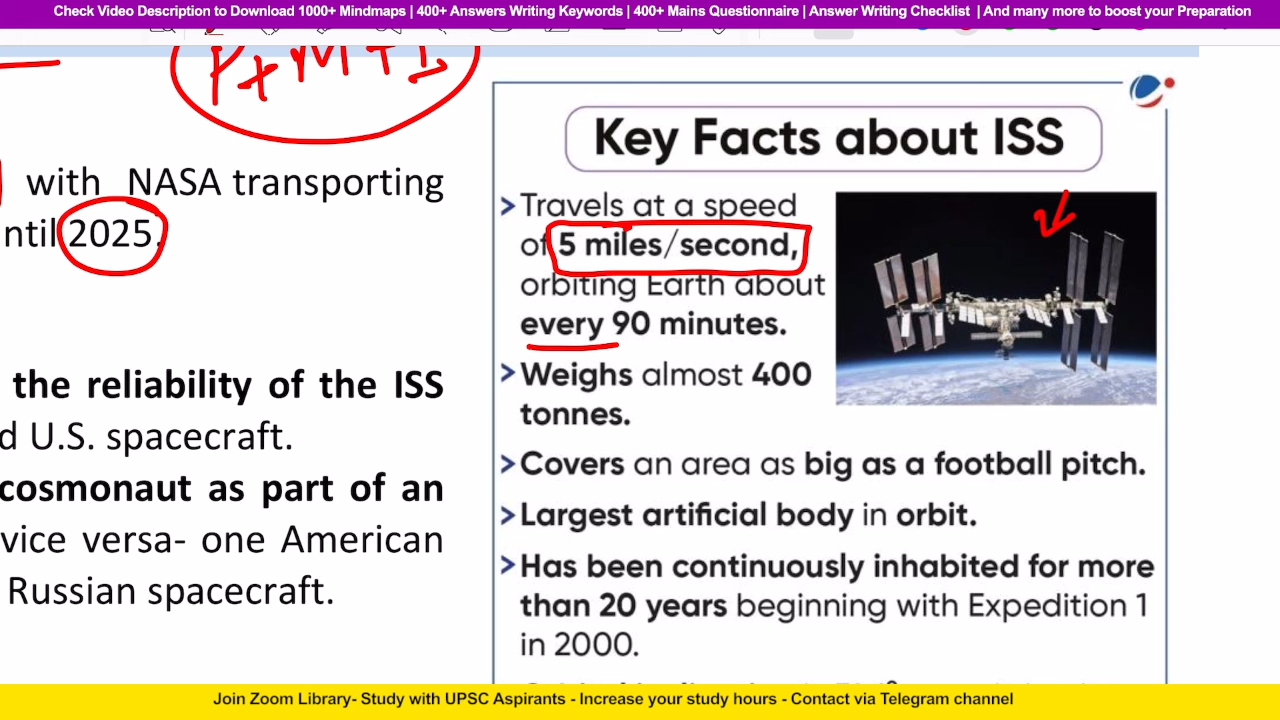 Check Video Description to Download 1000+ Mindmaps | 400+ Answers Writing Keywords | 400+ Mains Questionnaire | Answer Writing Checklist | And many more to boost your Preparation
P+M+I
with NASA transporting
ntil 2025.
the reliability of the ISS
d U.S. spacecraft.
cosmonaut as part of an
vice versa- one American
Russian spacecraft.
Key Facts about ISS
> Travels at a speed
of 5 miles/second,
orbiting Earth about
every 90 minutes.
> Weighs almost 400
tonnes.
> Covers an area as big as a football pitch.
> Largest artificial body in orbit.
> Has been continuously inhabited for more
than 20 years beginning with Expedition 1
in 2000.
Join Zoom Library- Study with UPSC Aspirants - Increase your study hours - Contact via Telegram channel